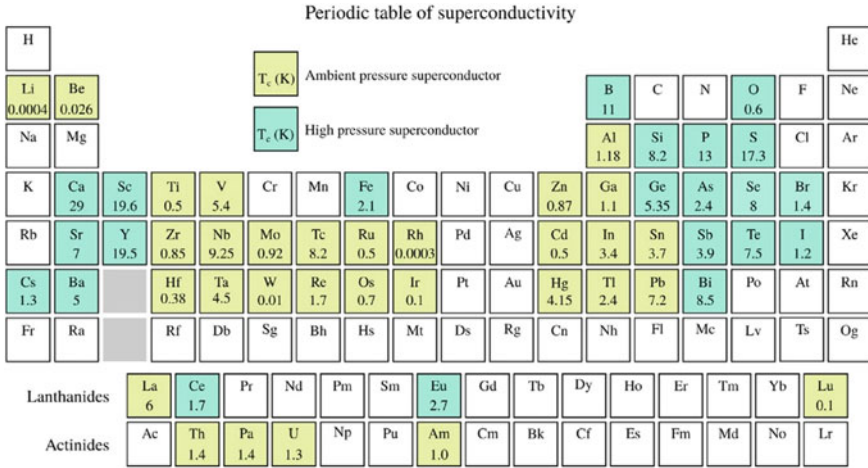 Periodic table of superconductivity
H He
Li Be T_c (K) Ambient pressure superconductor B C N O F Ne
0.0004 0.026 11 0.6
Na Mg T_c (K) High pressure superconductor Al Si P S Cl Ar
1.18 8.2 13 17.3
K Ca Sc Ti V Cr Mn Fe Co Ni Cu Zn Ga Ge As Se Br Kr
29 19.6 0.5 5.4 2.1 0.87 1.1 5.35 2.4 8 1.4
Rb Sr Y Zr Nb Mo Tc Ru Rh Pd Ag Cd In Sn Sb Te I Xe
7 19.5 0.85 9.25 0.92 8.2 0.5 0.0003 0.5 3.4 3.7 3.9 7.5 1.2
Cs Ba Hf Ta W Re Os Ir Pt Au Hg Tl Pb Bi Po At Rn
1.3 5 0.38 4.5 0.01 1.7 0.7 0.1 4.15 2.4 7.2 8.5
Fr Ra Rf Db Sg Bh Hs Mt Ds Rg Cn Nh Fl Mc Lv Ts Og
Lanthanides La Ce Pr Nd Pm Sm Eu Gd Tb Dy Ho Er Tm Yb Lu
6 1.7 2.7 0.1
Actinides Ac Th Pa U Np Pu Am Cm Bk Cf Es Fm Md No Lr
1.4 1.4 1.3 1.0